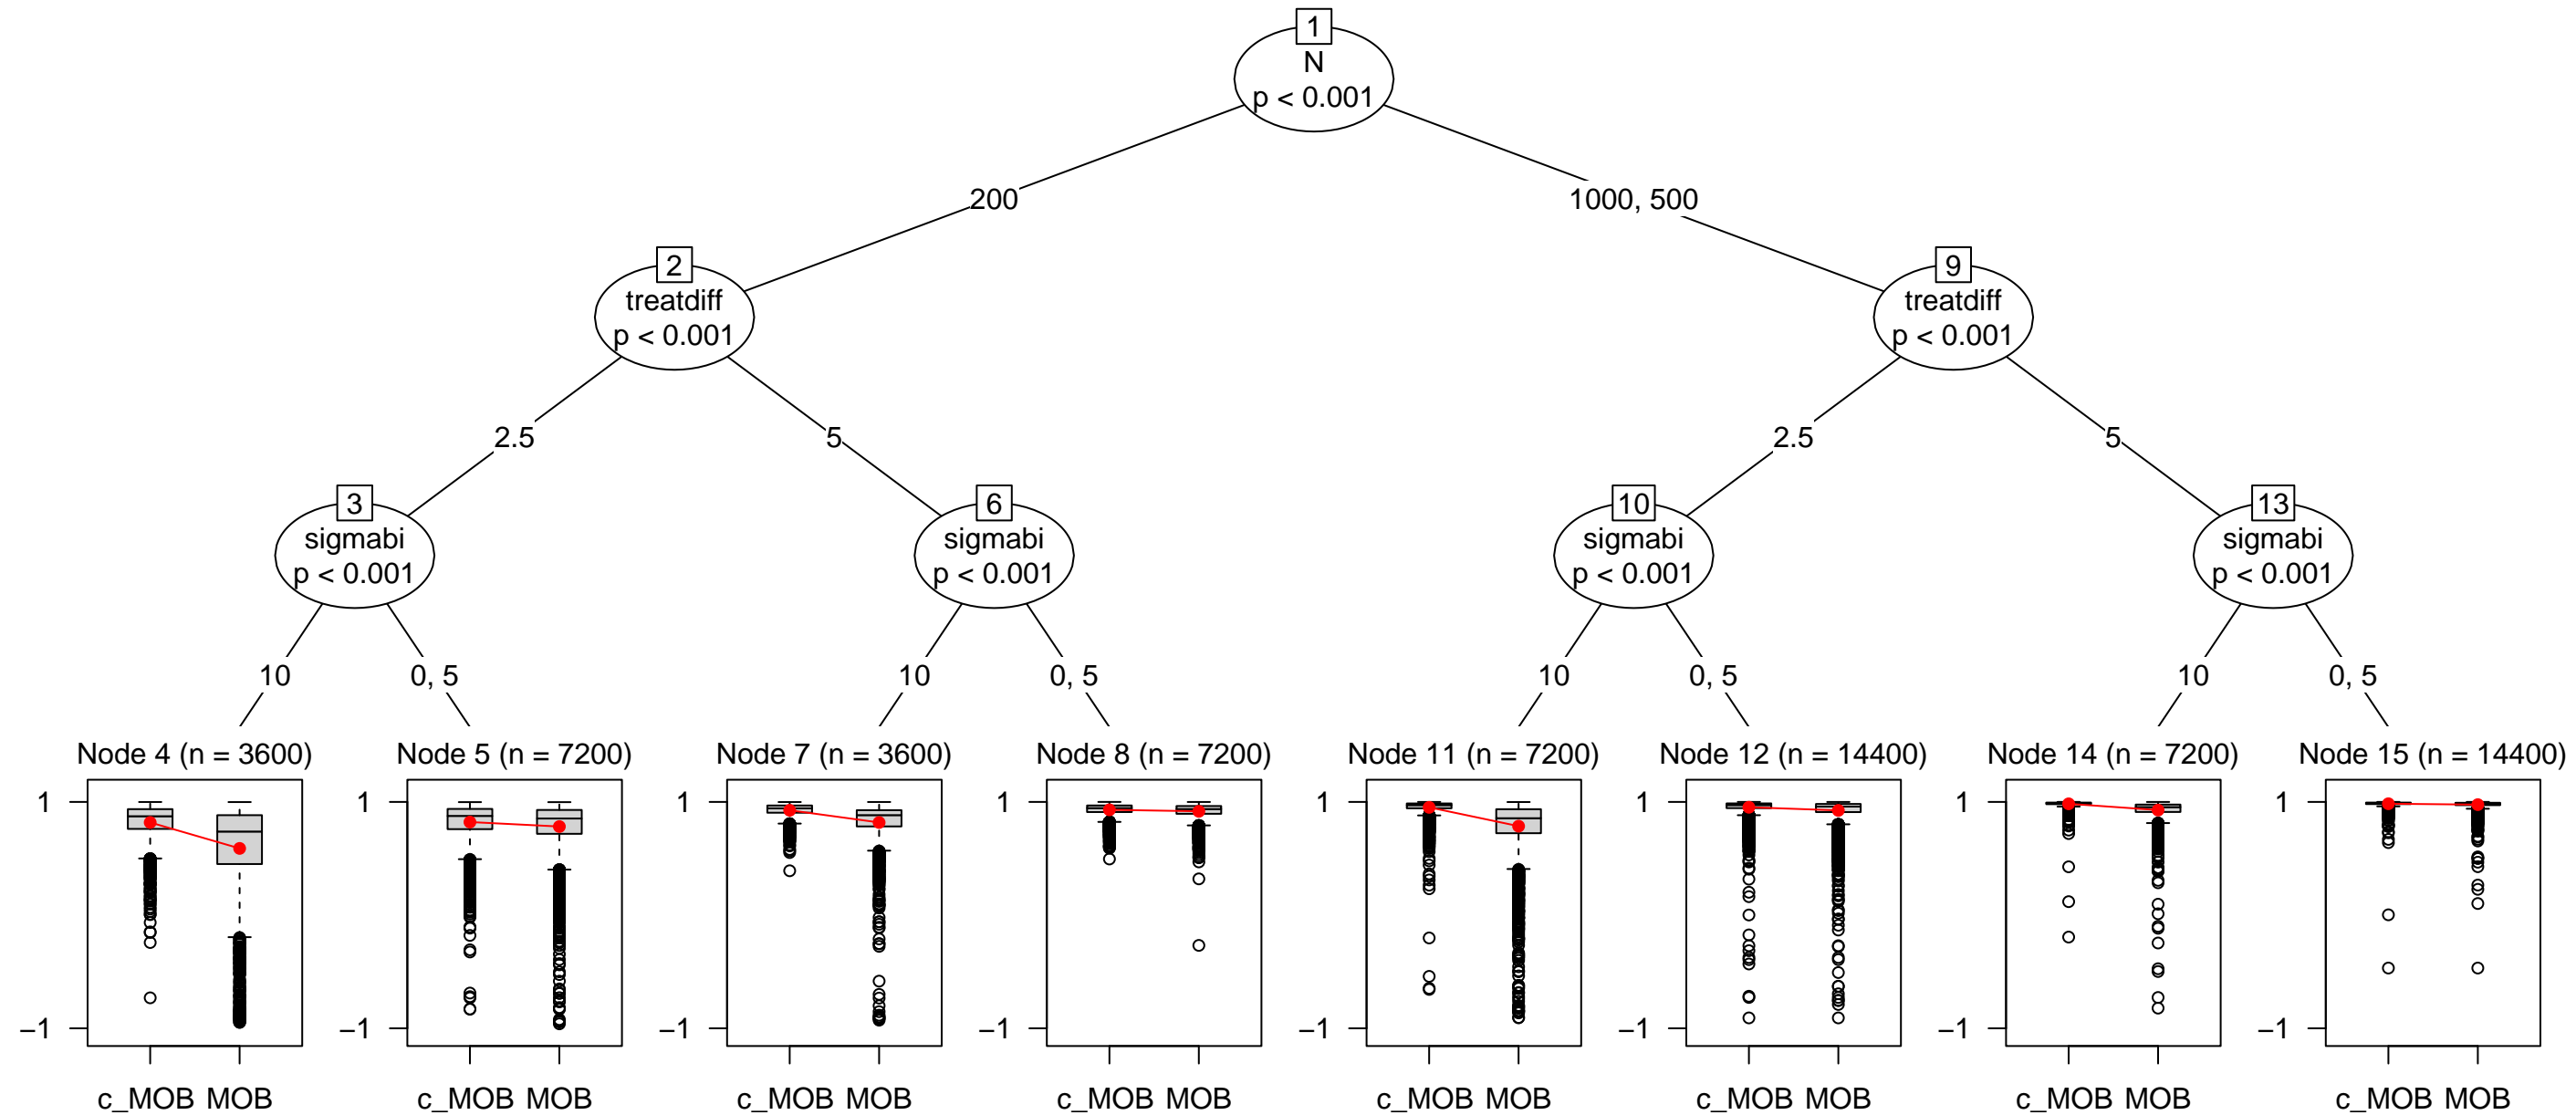 1
N
p < 0.001
200
1000, 500
2
treatdiff
p < 0.001
9
treatdiff
p < 0.001
2.5
5
2.5
5
3
sigmabi
p < 0.001
6
sigmabi
p < 0.001
10
sigmabi
p < 0.001
13
sigmabi
p < 0.001
10
0, 5
10
0, 5
10
0, 5
10
0, 5
Node 4 (n = 3600)
1
−1
c_MOB MOB
Node 5 (n = 7200)
1
−1
c_MOB MOB
Node 7 (n = 3600)
1
−1
c_MOB MOB
Node 8 (n = 7200)
1
−1
c_MOB MOB
Node 11 (n = 7200)
1
−1
c_MOB MOB
Node 12 (n = 14400)
1
−1
c_MOB MOB
Node 14 (n = 7200)
1
−1
c_MOB MOB
Node 15 (n = 14400)
1
−1
c_MOB MOB